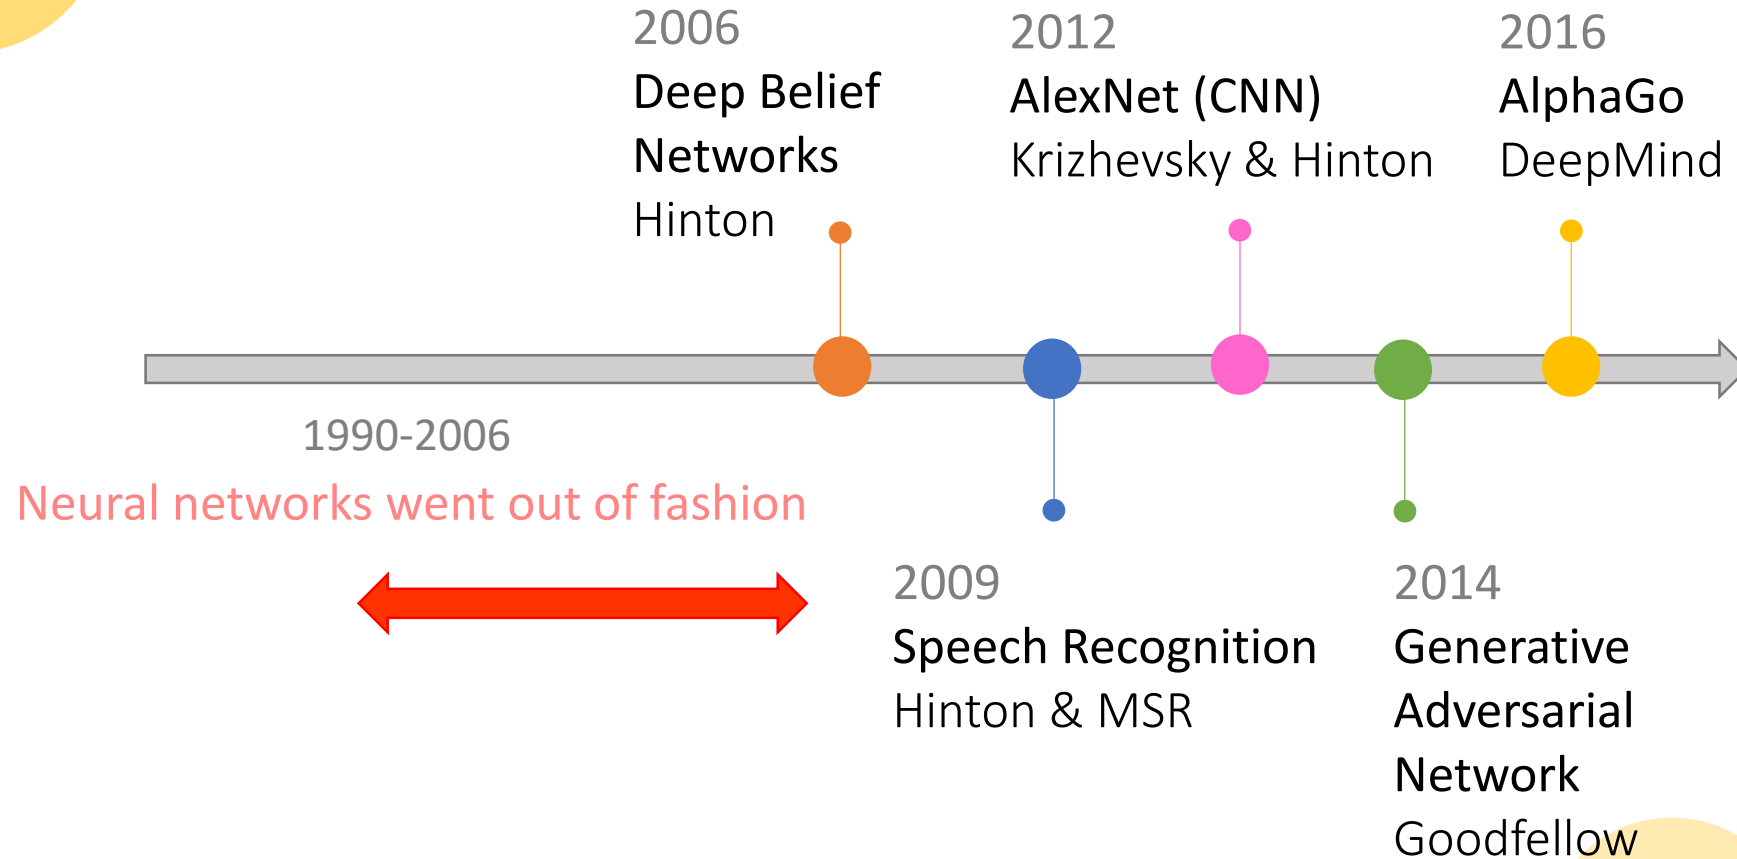 2006
Deep Belief
Networks
Hinton
2012
AlexNet (CNN)
Krizhevsky & Hinton
2016
AlphaGo
DeepMind
1990-2006
Neural networks went out of fashion
2009
Speech Recognition
Hinton & MSR
2014
Generative
Adversarial
Network
Goodfellow